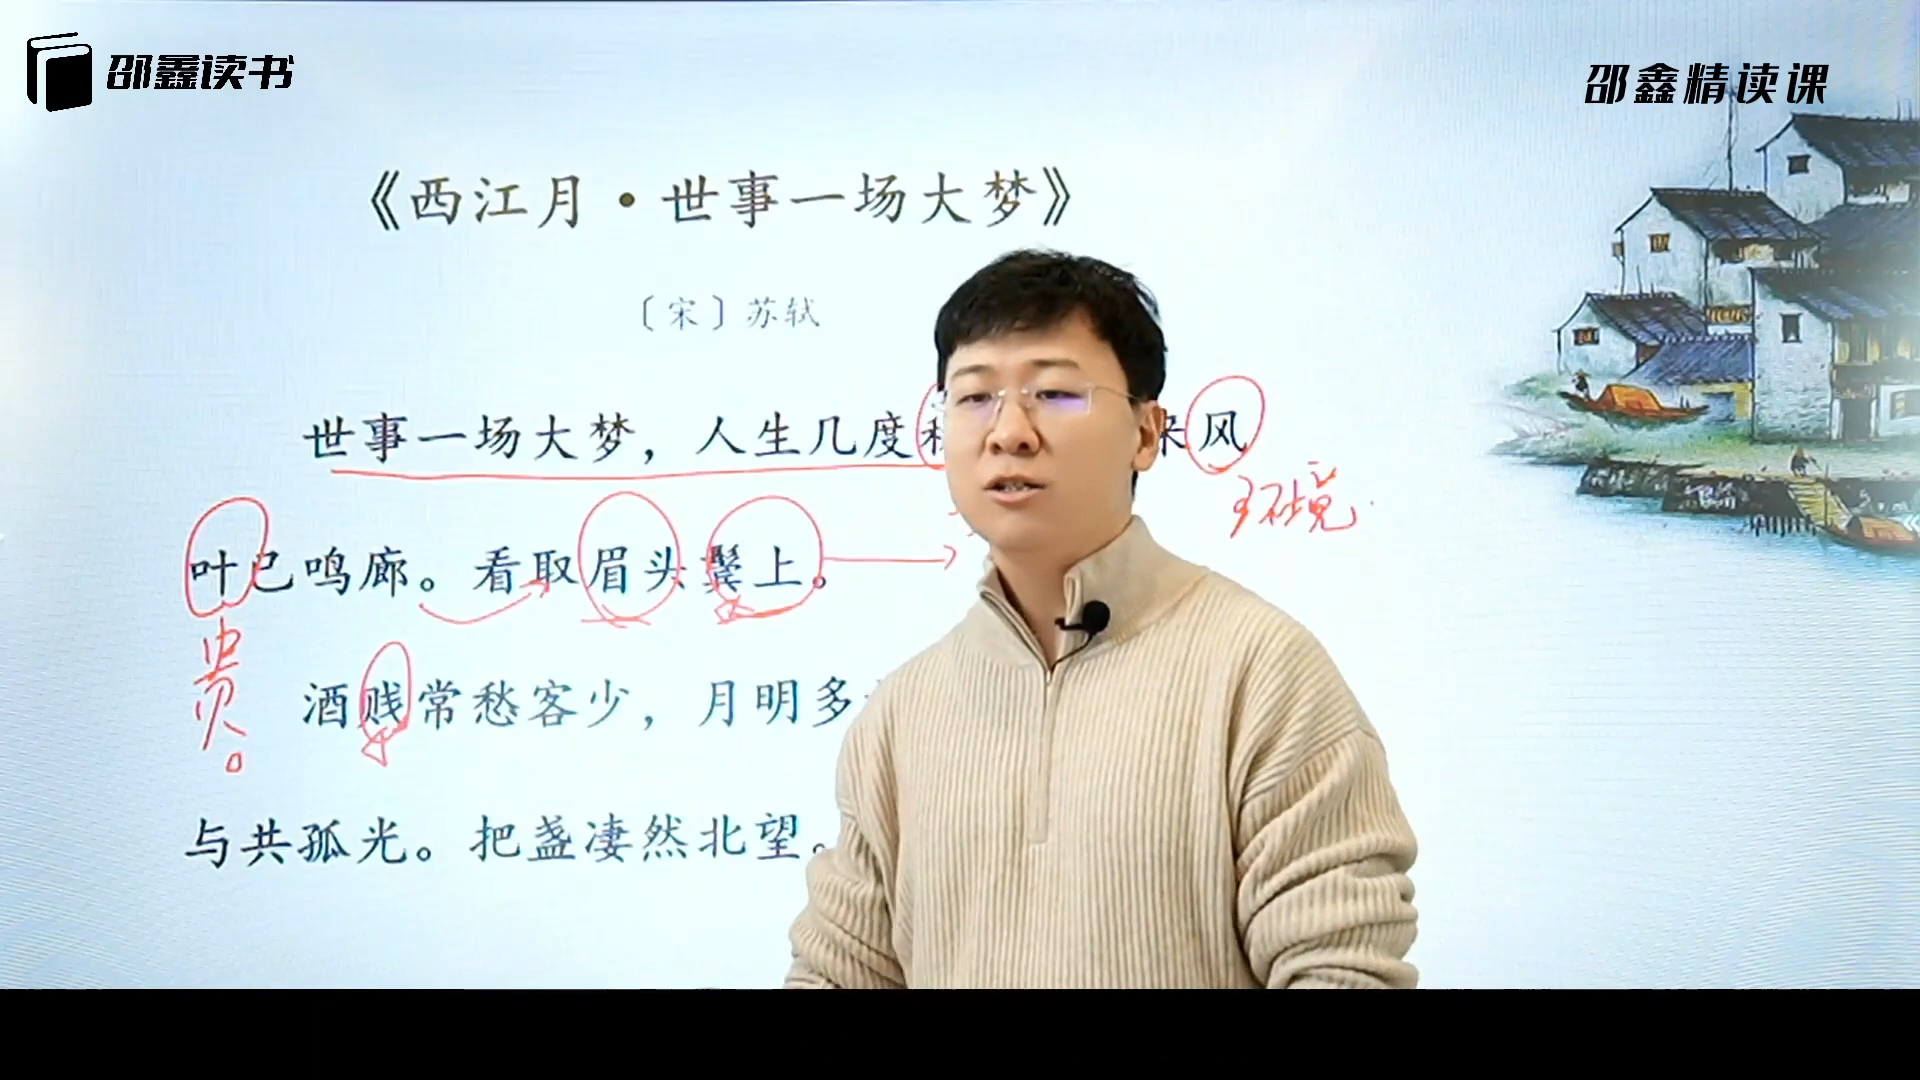 邵鑫读书
邵鑫精读课
《西江月·世事一场大梦》
〔宋〕苏轼
世事一场大梦，人生几度 来风
环境
叶已鸣廊。看取眉头鬓上。
贵
酒贱常愁客少，月明多
与共孤光。把盏凄然北望。